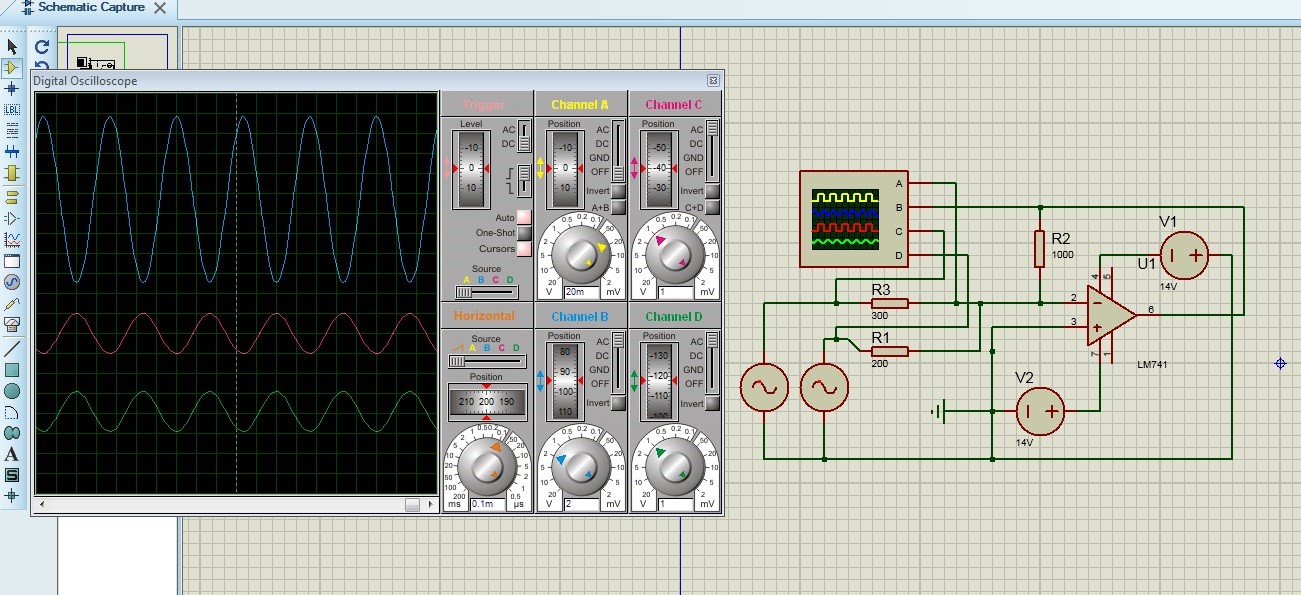 Schematic Capture
Digital Oscilloscope
Trigger
Channel A
Channel C
Level
AC
DC
-10
0
10
Auto
One-Shot
Cursors
Source
A B C D
Position
-10
0
10
AC
DC
GND
OFF
Invert
A+B
V
20m
mV
Position
-50
-40
-30
AC
DC
GND
OFF
Invert
C+D
V
1
mV
Horizontal
Channel B
Channel D
Source
A B C D
Position
210 200 190
ms
0.1m
µs
Position
80
90
-100
110
AC
DC
GND
OFF
Invert
V
2
mV
Position
-130
-120
-110
AC
DC
GND
OFF
Invert
V
1
mV
LBL
A
S
A
B
C
D
R2
1000
V1
14V
U1
R3
300
R1
200
2
3
4
5
6
7
1
LM741
V2
14V